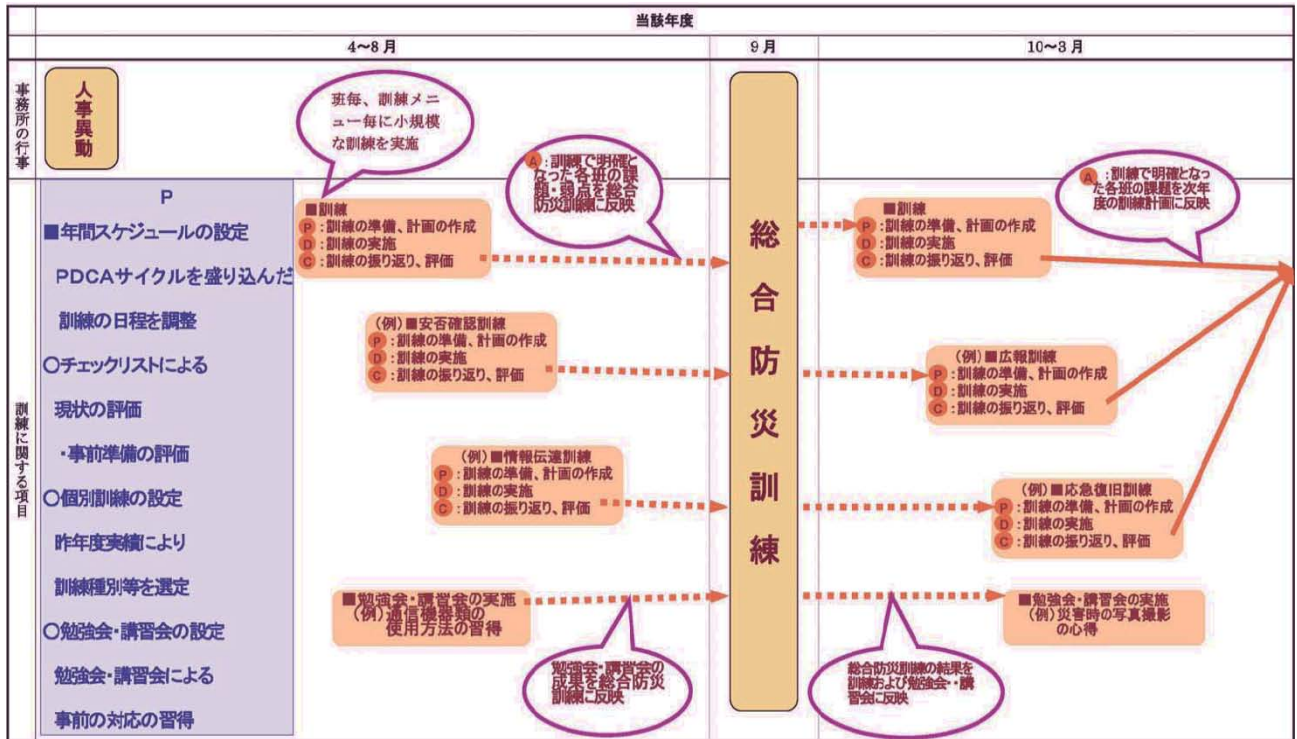 当該年度
4～8月
9月
10～3月
事務所の行事
人事異動
班毎、訓練メニ
ュー毎に小規模
な訓練を実施
A:訓練で明確と
なった各班の課
題・弱点を総合
防災訓練に反映
A:訓練で明確となっ
た各班の課題を次年
度の訓練計画に反映
訓練に関する項目
P
■年間スケジュールの設定
PDCAサイクルを盛り込んだ
訓練の日程を調整
○チェックリストによる
現状の評価
・事前準備の評価
○個別訓練の設定
昨年度実績により
訓練種別等を選定
○勉強会・講習会の設定
勉強会・講習会による
事前の対応の習得
■訓練
P:訓練の準備、計画の作成
D:訓練の実施
C:訓練の振り返り、評価
(例)■安否確認訓練
P:訓練の準備、計画の作成
D:訓練の実施
C:訓練の振り返り、評価
(例)■情報伝達訓練
P:訓練の準備、計画の作成
D:訓練の実施
C:訓練の振り返り、評価
■勉強会・講習会の実施
(例)通信機器類の
使用方法の習得
勉強会・講習会の
成果を総合防災
訓練に反映
総合防災訓練
■訓練
P:訓練の準備、計画の作成
D:訓練の実施
C:訓練の振り返り、評価
(例)■広報訓練
P:訓練の準備、計画の作成
D:訓練の実施
C:訓練の振り返り、評価
(例)■応急復旧訓練
P:訓練の準備、計画の作成
D:訓練の実施
C:訓練の振り返り、評価
■勉強会・講習会の実施
(例)災害時の写真撮影
の心得
総合防災訓練の結果を
訓練および勉強会・・講
習会に反映